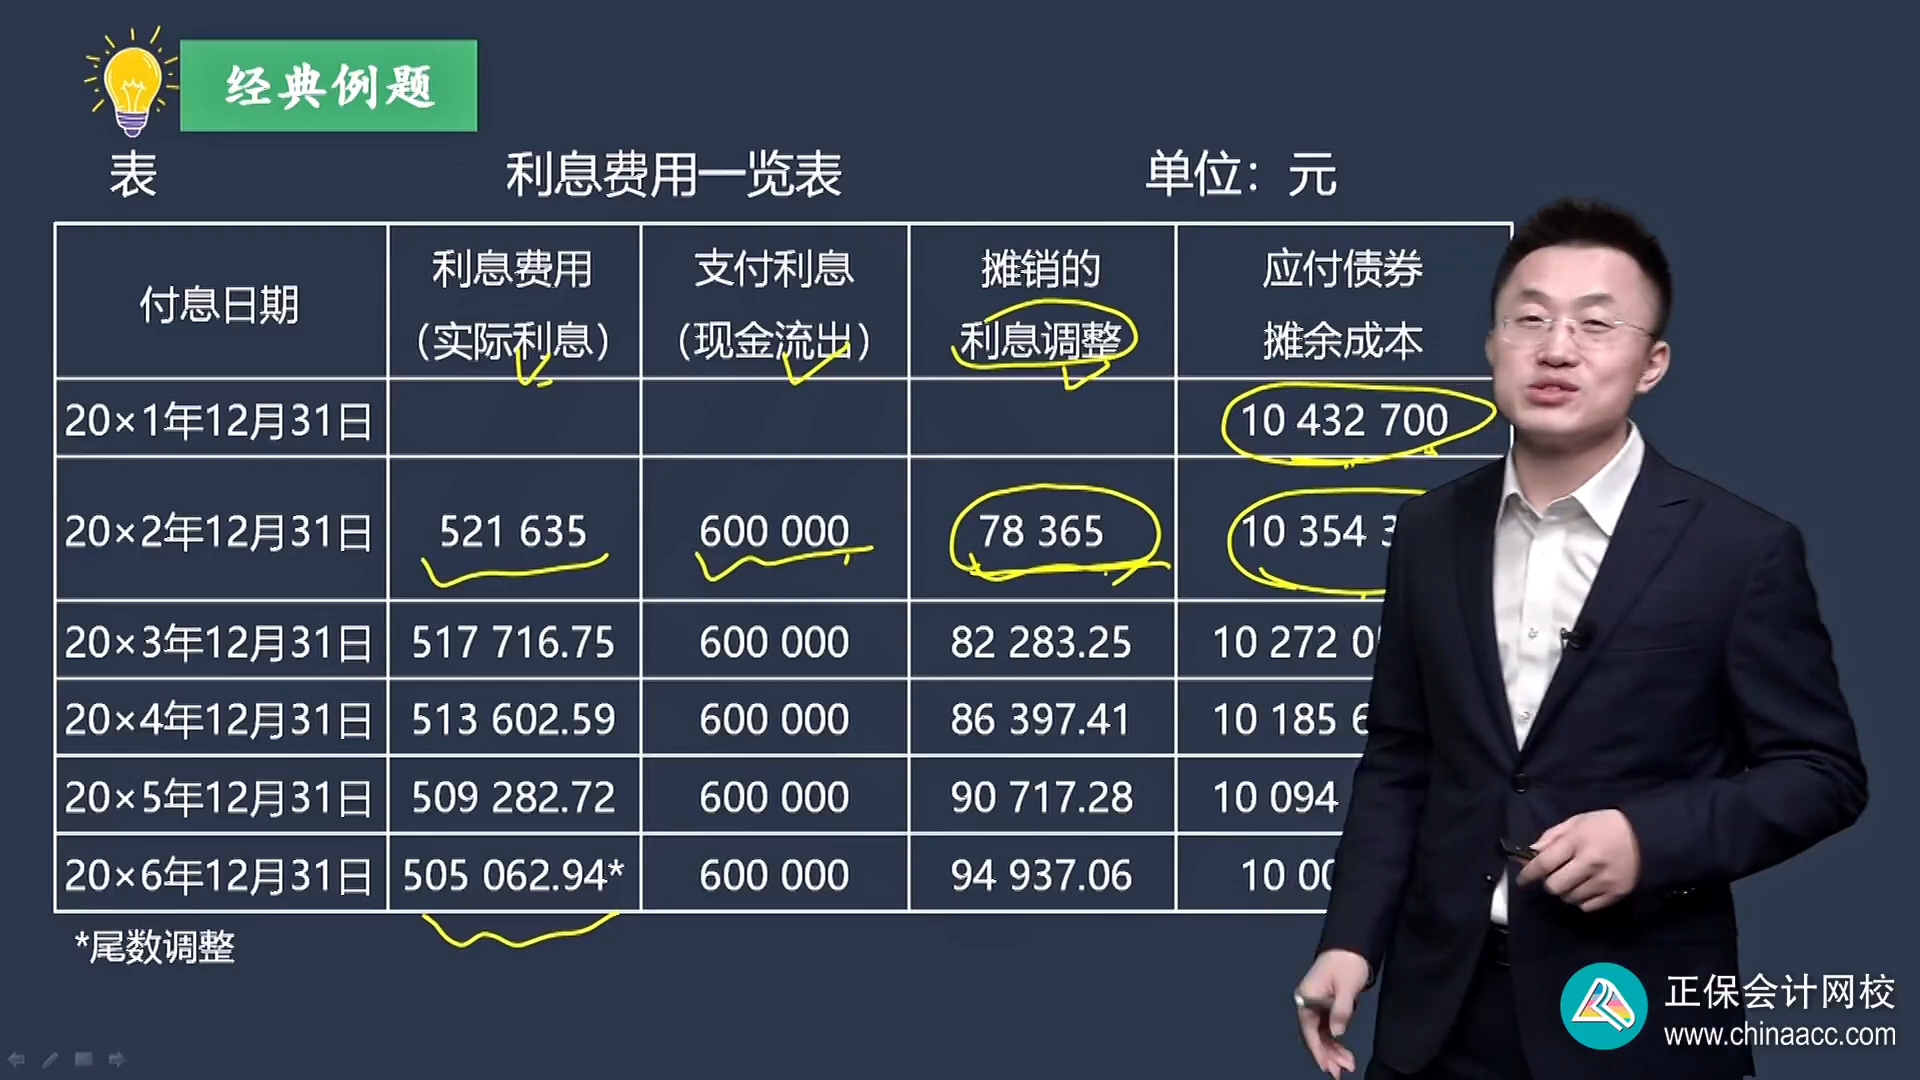 经典例题
表 利息费用一览表 单位：元
付息日期 利息费用（实际利息） 支付利息（现金流出） 摊销的利息调整 应付债券摊余成本
20×1年12月31日 10 432 700
20×2年12月31日 521 635 600 000 78 365 10 354
20×3年12月31日 517 716.75 600 000 82 283.25 10 272
20×4年12月31日 513 602.59 600 000 86 397.41 10 185
20×5年12月31日 509 282.72 600 000 90 717.28 10 094
20×6年12月31日 505 062.94* 600 000 94 937.06 10 00
*尾数调整
正保会计网校
www.chinaacc.com